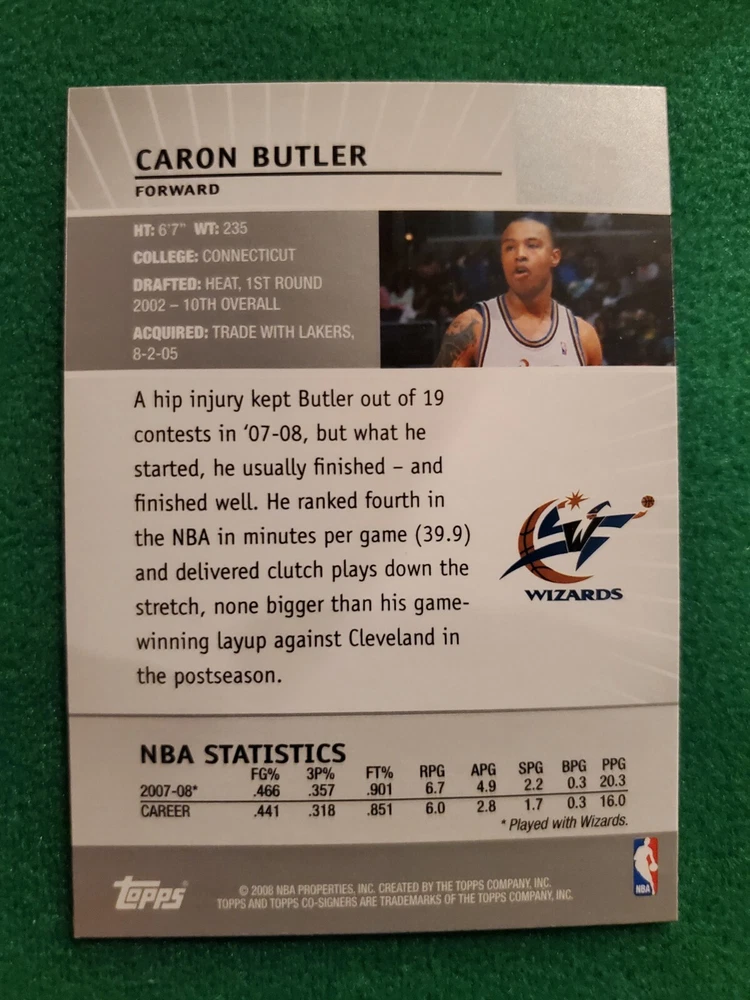 CARON BUTLER
FORWARD
HT: 6'7" WT: 235
COLLEGE: CONNECTICUT
DRAFTED: HEAT, 1ST ROUND
2002 – 10TH OVERALL
ACQUIRED: TRADE WITH LAKERS,
8-2-05
A hip injury kept Butler out of 19
contests in '07-08, but what he
started, he usually finished – and
finished well. He ranked fourth in
the NBA in minutes per game (39.9)
and delivered clutch plays down the
stretch, none bigger than his game-
winning layup against Cleveland in
the postseason.
W
WIZARDS
NBA STATISTICS
FG% 3P% FT% RPG APG SPG BPG PPG
2007-08* .466 .357 .901 6.7 4.9 2.2 0.3 20.3
CAREER .441 .318 .851 6.0 2.8 1.7 0.3 16.0
* Played with Wizards.
NBA
topps
© 2008 NBA PROPERTIES, INC. CREATED BY THE TOPPS COMPANY, INC.
TOPPS AND TOPPS CO-SIGNERS ARE TRADEMARKS OF THE TOPPS COMPANY, INC.